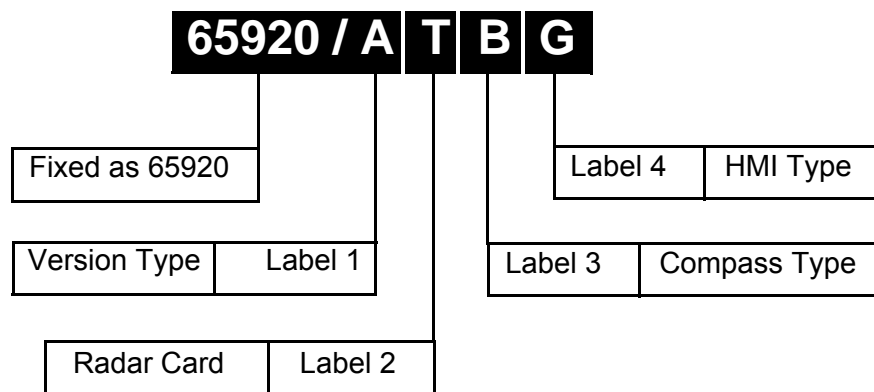 65920 / A T B G
Fixed as 65920
Label 4 HMI Type
Version Type Label 1
Label 3 Compass Type
Radar Card Label 2